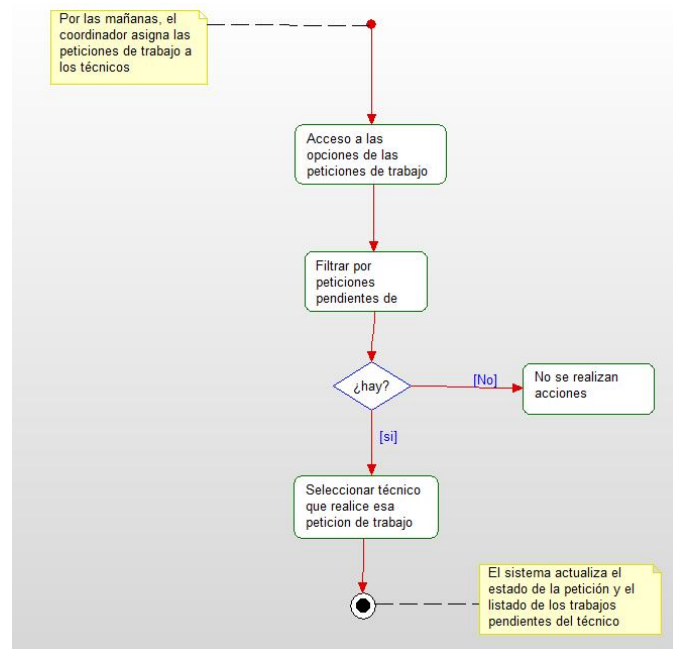 Por las mañanas, el
coordinador asigna las
peticiones de trabajo a
los técnicos
Acceso a las
opciones de las
peticiones de trabajo
Filtrar por
peticiones
pendientes de
¿hay?
[No]
No se realizan
acciones
[si]
Seleccionar técnico
que realice esa
peticion de trabajo
El sistema actualiza el
estado de la petición y el
listado de los trabajos
pendientes del técnico